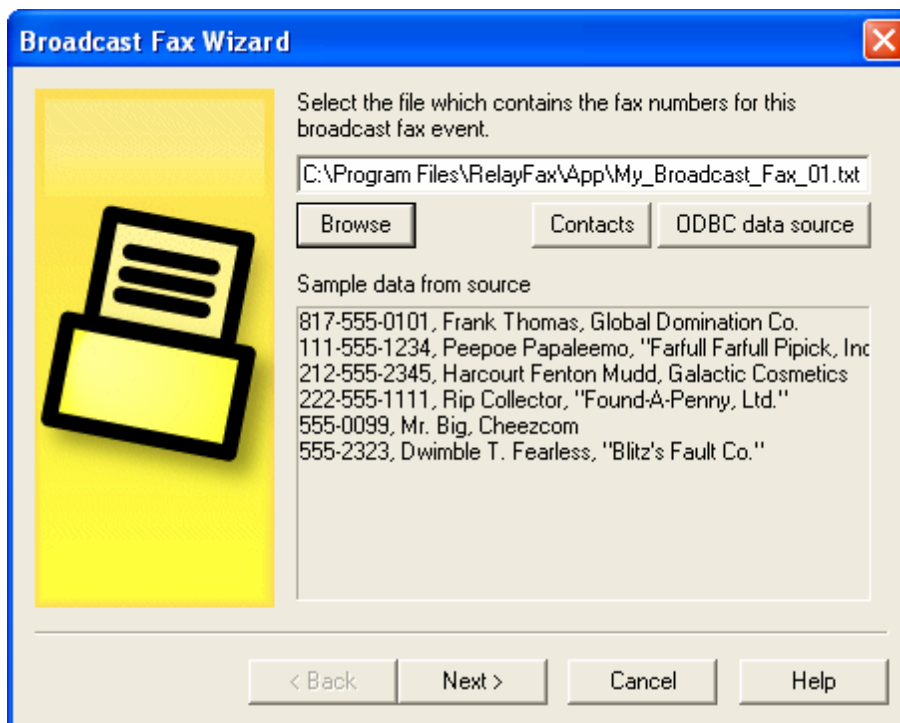 Broadcast Fax Wizard
Select the file which contains the fax numbers for this
broadcast fax event.
C:\Program Files\RelayFax\App\My_Broadcast_Fax_01.txt
Browse Contacts ODBC data source
Sample data from source
817-555-0101, Frank Thomas, Global Domination Co.
111-555-1234, Peepoe Papaleemo, "Farfull Farfull Pipick, Inc
212-555-2345, Harcourt Fenton Mudd, Galactic Cosmetics
222-555-1111, Rip Collector, "Found-A-Penny, Ltd."
555-0099, Mr. Big, Cheezcom
555-2323, Dwimble T. Fearless, "Blitz's Fault Co."
< Back Next > Cancel Help